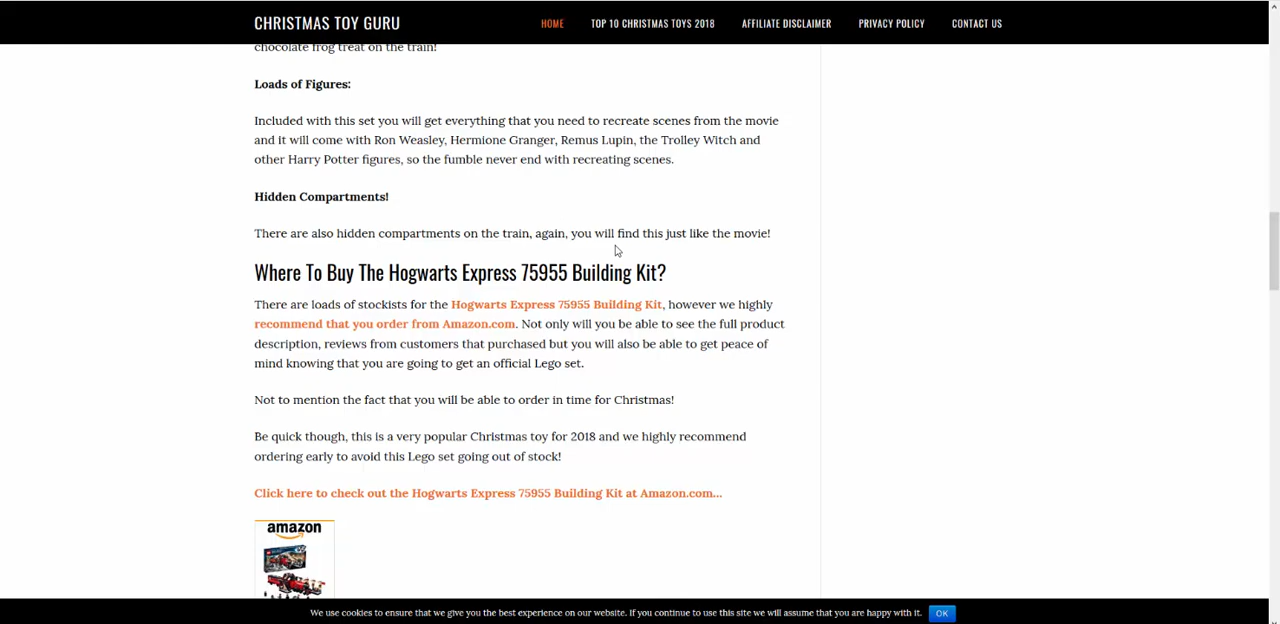 CHRISTMAS TOY GURU
HOME TOP 10 CHRISTMAS TOYS 2018 AFFILIATE DISCLAIMER PRIVACY POLICY CONTACT US
chocolate frog treat on the train!
Loads of Figures:
Included with this set you will get everything that you need to recreate scenes from the movie
and it will come with Ron Weasley, Hermione Granger, Remus Lupin, the Trolley Witch and
other Harry Potter figures, so the fumble never end with recreating scenes.
Hidden Compartments!
There are also hidden compartments on the train, again, you will find this just like the movie!
Where To Buy The Hogwarts Express 75955 Building Kit?
There are loads of stockists for the Hogwarts Express 75955 Building Kit, however we highly
recommend that you order from Amazon.com. Not only will you be able to see the full product
description, reviews from customers that purchased but you will also be able to get peace of
mind knowing that you are going to get an official Lego set.
Not to mention the fact that you will be able to order in time for Christmas!
Be quick though, this is a very popular Christmas toy for 2018 and we highly recommend
ordering early to avoid this Lego set going out of stock!
Click here to check out the Hogwarts Express 75955 Building Kit at Amazon.com...
amazon
We use cookies to ensure that we give you the best experience on our website. If you continue to use this site we will assume that you are happy with it. OK